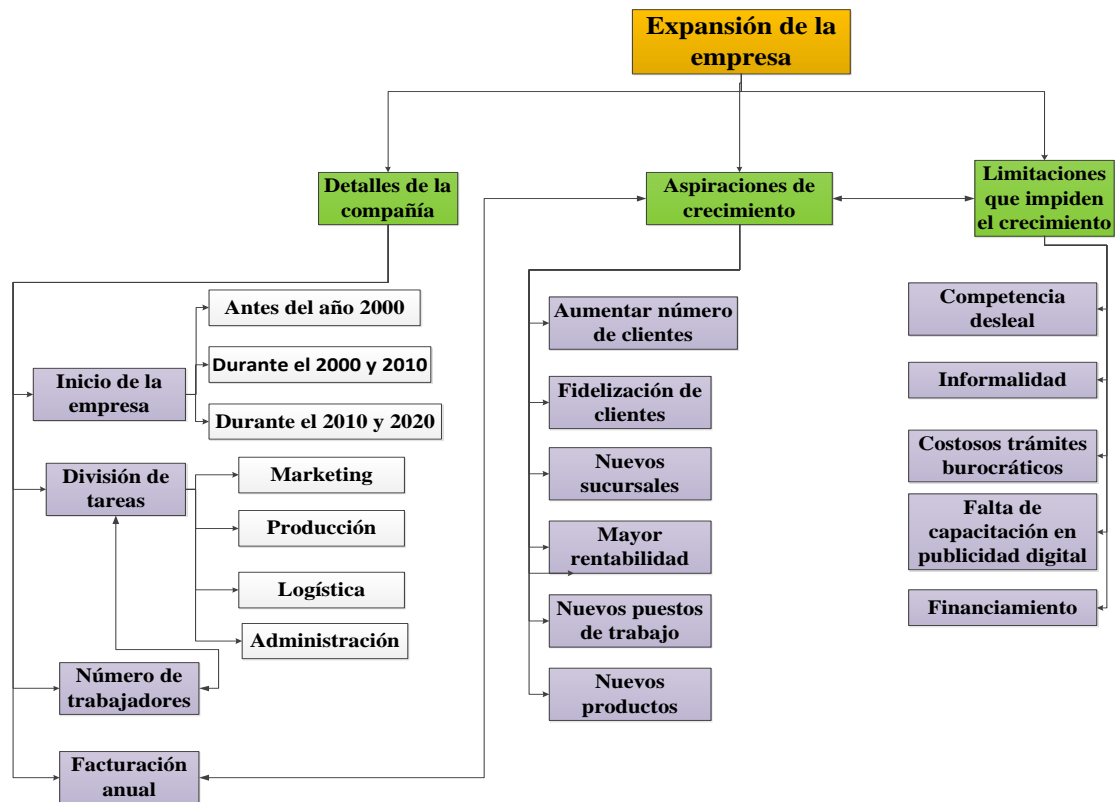 Expansión de la
empresa
Detalles de la
compañía
Aspiraciones de
crecimiento
Limitaciones
que impiden
el crecimiento
Antes del año 2000
Durante el 2000 y 2010
Durante el 2010 y 2020
Inicio de la
empresa
División de
tareas
Marketing
Producción
Logística
Administración
Número de
trabajadores
Facturación
anual
Aumentar número
de clientes
Fidelización de
clientes
Nuevos
sucursales
Mayor
rentabilidad
Nuevos puestos
de trabajo
Nuevos
productos
Competencia
desleal
Informalidad
Costosos trámites
burocráticos
Falta de
capacitación en
publicidad digital
Financiamiento